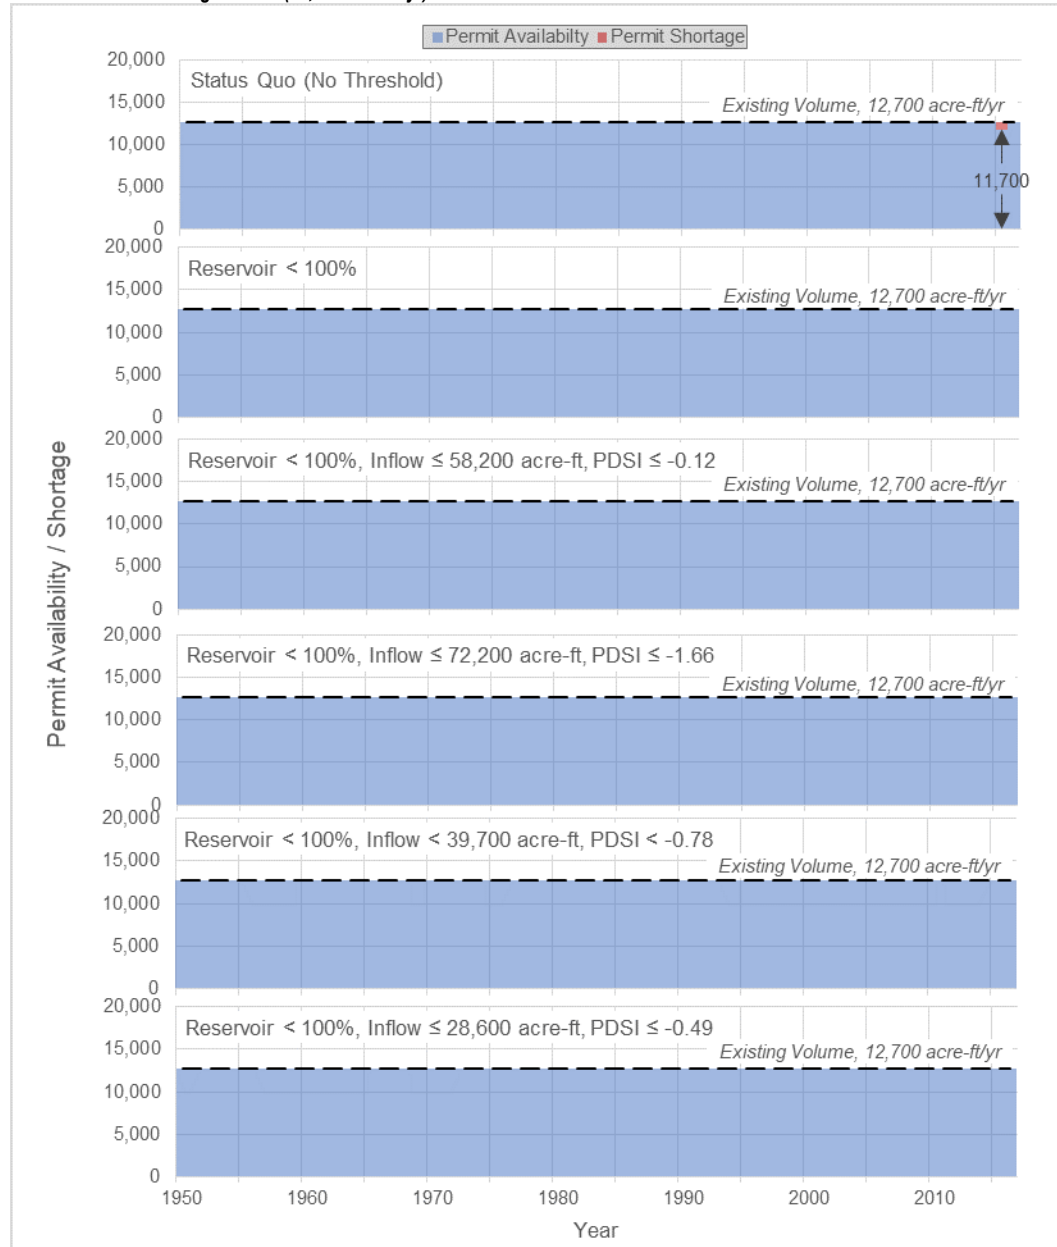 Permit Availabilty Permit Shortage
20,000
Status Quo (No Threshold)
15,000
Existing Volume, 12,700 acre-ft/yr
10,000
11,700
5,000
0
20,000
Reservoir < 100%
15,000
Existing Volume, 12,700 acre-ft/yr
10,000
5,000
0
20,000
Reservoir < 100%, Inflow ≤ 58,200 acre-ft, PDSI ≤ -0.12
15,000
Existing Volume, 12,700 acre-ft/yr
10,000
5,000
0
Permit Availability / Shortage
20,000
Reservoir < 100%, Inflow ≤ 72,200 acre-ft, PDSI ≤ -1.66
15,000
Existing Volume, 12,700 acre-ft/yr
10,000
5,000
0
20,000
Reservoir < 100%, Inflow < 39,700 acre-ft, PDSI < -0.78
15,000
Existing Volume, 12,700 acre-ft/yr
10,000
5,000
0
20,000
Reservoir < 100%, Inflow ≤ 28,600 acre-ft, PDSI ≤ -0.49
15,000
Existing Volume, 12,700 acre-ft/yr
10,000
5,000
0
1950 1960 1970 1980 1990 2000 2010
Year